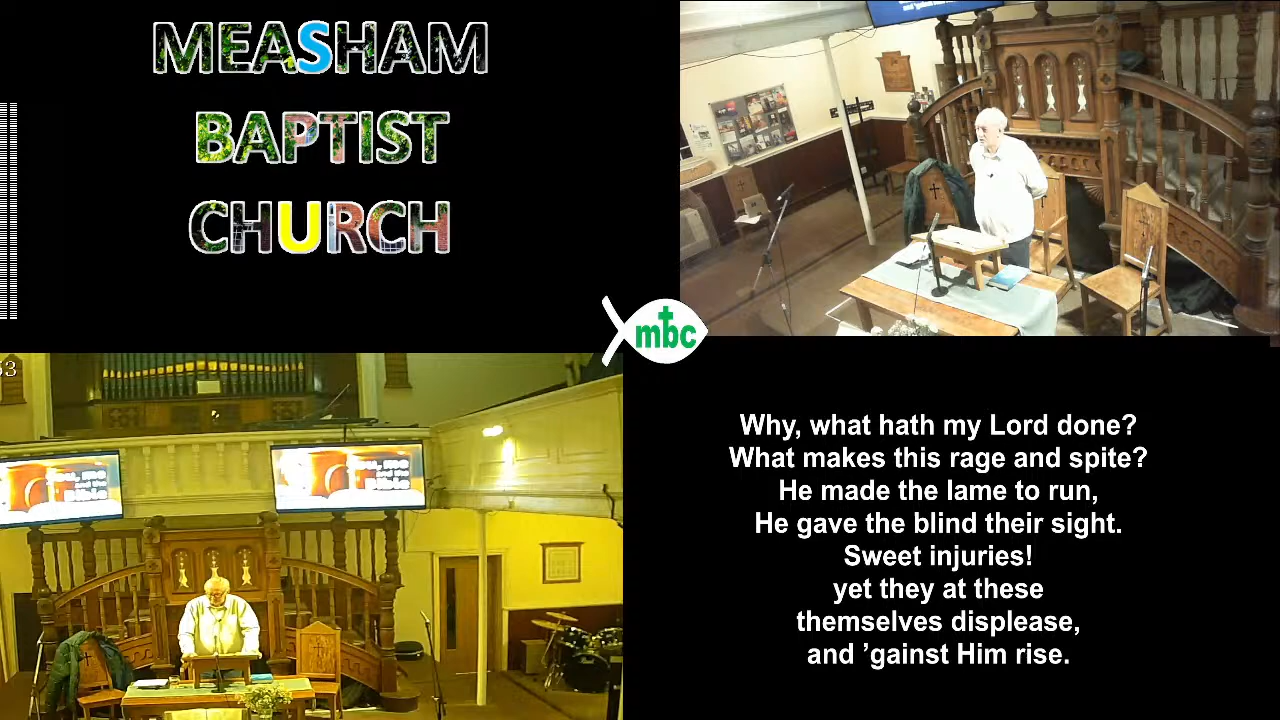 MEASHAM
BAPTIST
CHURCH
mbc
53
Why, what hath my Lord done?
What makes this rage and spite?
He made the lame to run,
He gave the blind their sight.
Sweet injuries!
yet they at these
themselves displease,
and ’gainst Him rise.